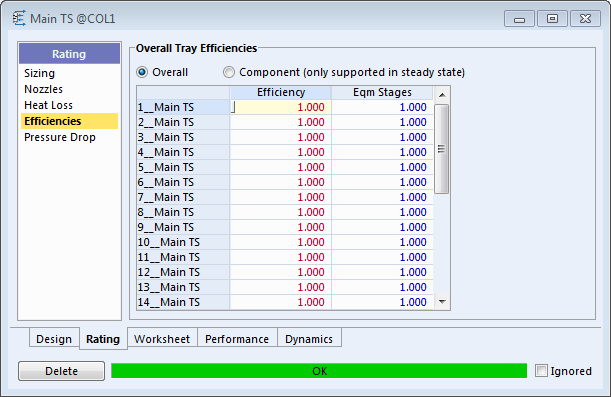 Main TS @COL1
Rating
Sizing
Nozzles
Heat Loss
Efficiencies
Pressure Drop
Overall Tray Efficiencies
Overall Component (only supported in steady state)
Efficiency Eqm Stages
1__Main TS 1.000 1.000
2__Main TS 1.000 1.000
3__Main TS 1.000 1.000
4__Main TS 1.000 1.000
5__Main TS 1.000 1.000
6__Main TS 1.000 1.000
7__Main TS 1.000 1.000
8__Main TS 1.000 1.000
9__Main TS 1.000 1.000
10__Main TS 1.000 1.000
11__Main TS 1.000 1.000
12__Main TS 1.000 1.000
13__Main TS 1.000 1.000
14__Main TS 1.000 1.000
Design Rating Worksheet Performance Dynamics
Delete OK Ignored